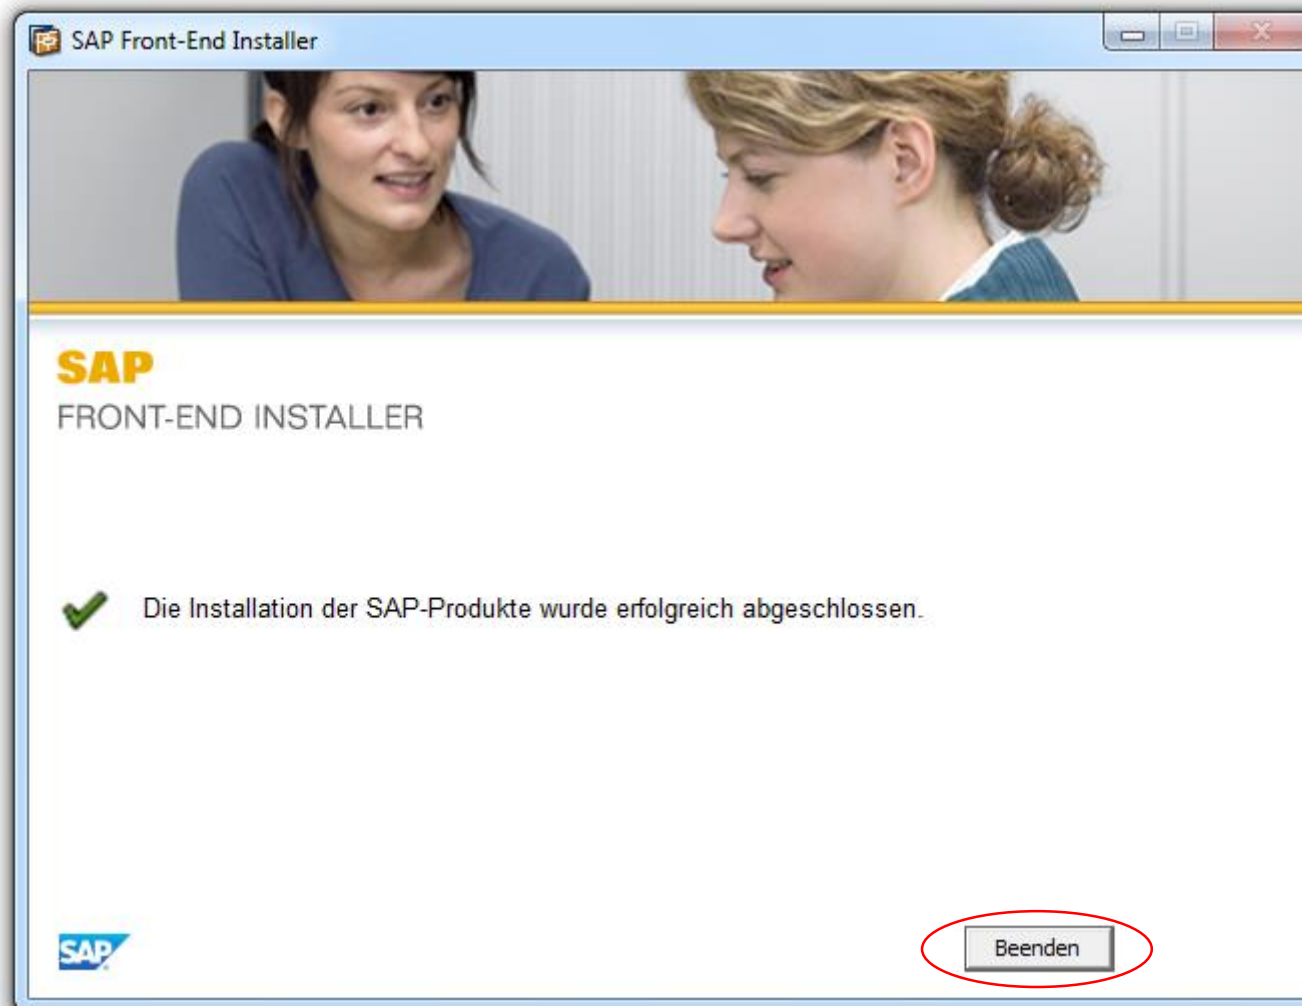 SAP Front-End Installer
SAP
FRONT-END INSTALLER
Die Installation der SAP-Produkte wurde erfolgreich abgeschlossen.
SAP
Beenden